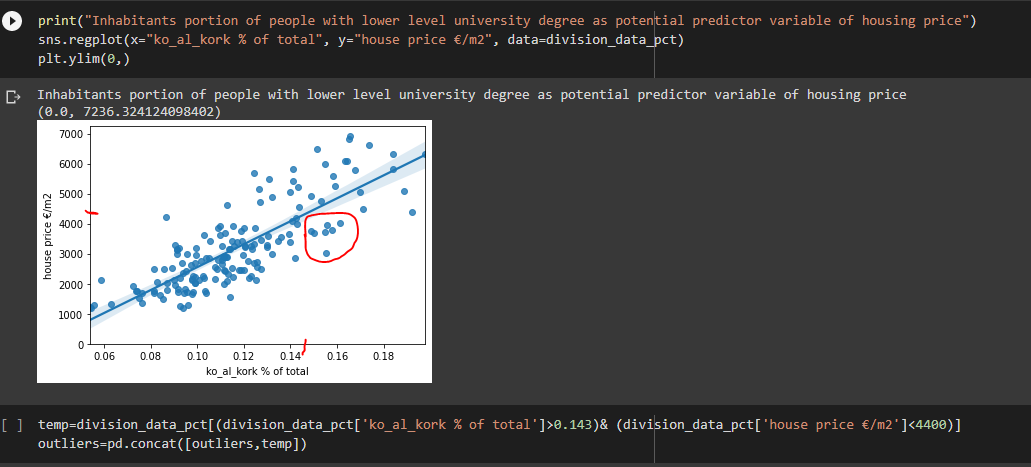 print("Inhabitants portion of people with lower level university degree as potential predictor variable of housing price")
sns.regplot(x="ko_al_kork % of total", y="house price €/m2", data=division_data_pct)
plt.ylim(0,)
Inhabitants portion of people with lower level university degree as potential predictor variable of housing price
(0.0, 7236.324124098402)
7000
6000
5000
4000
3000
2000
1000
0
house price €/m2
0.06 0.08 0.10 0.12 0.14 0.16 0.18
ko_al_kork % of total
[ ] temp=division_data_pct[(division_data_pct['ko_al_kork % of total']>0.143)& (division_data_pct['house price €/m2']<4400)]
outliers=pd.concat([outliers,temp])